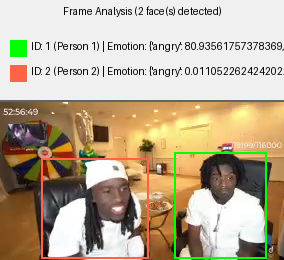 Frame Analysis (2 face(s) detected)
ID: 1 (Person 1) | Emotion: {'angry': 80.93561757378369,
ID: 2 (Person 2) | Emotion: {'angry': 0.011052262424202
52:56:49
/116000